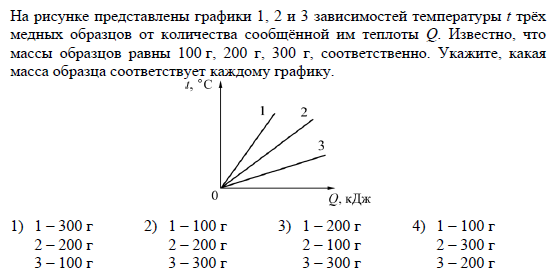 На рисунке представлены графики 1, 2 и 3 зависимостей температуры t трёх
медных образцов от количества сообщённой им теплоты Q. Известно, что
массы образцов равны 100 г, 200 г, 300 г, соответственно. Укажите, какая
масса образца соответствует каждому графику.
t, °C
1
2
3
0
Q, кДж
1) 1 – 300 г 2) 1 – 100 г 3) 1 – 200 г 4) 1 – 100 г
2 – 200 г 2 – 200 г 2 – 100 г 2 – 300 г
3 – 100 г 3 – 300 г 3 – 300 г 3 – 200 г